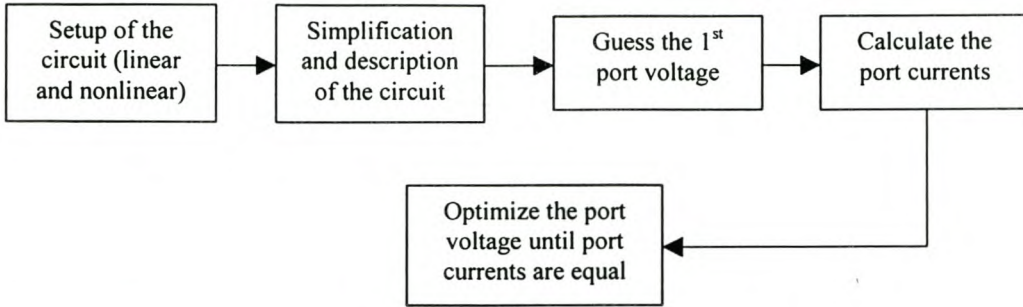 Setup of the
circuit (linear
and nonlinear)
Simplification
and description
of the circuit
Guess the 1st
port voltage
Calculate the
port currents
Optimize the port
voltage until port
currents are equal